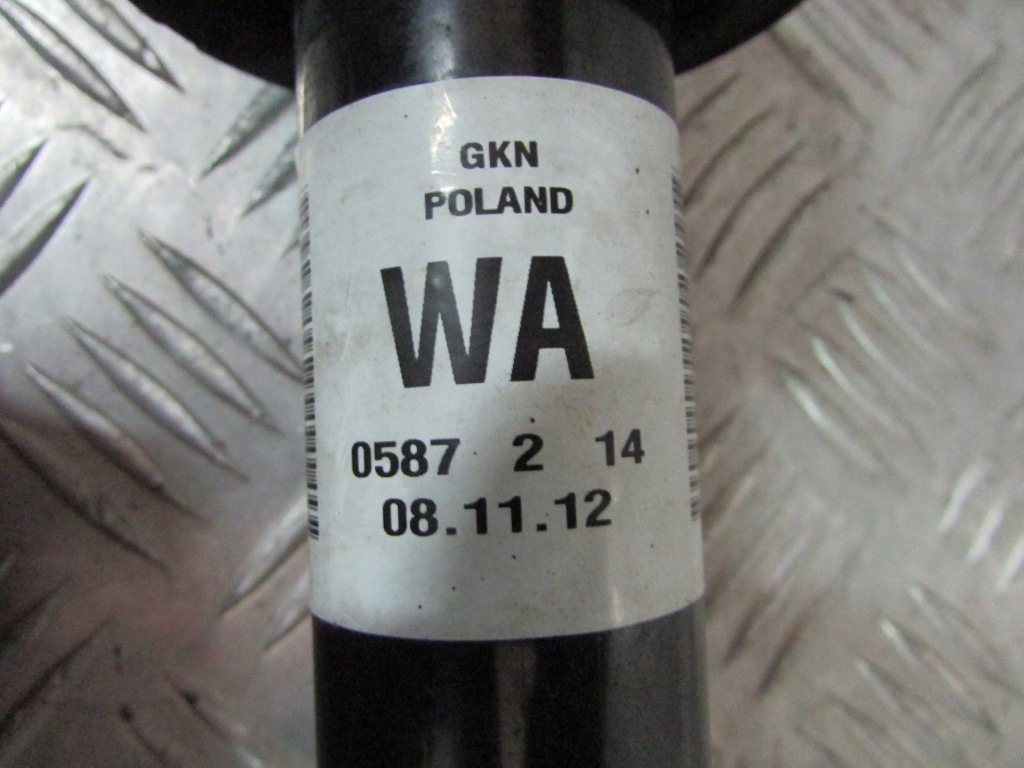 GKN
POLAND
WA
0587 2 14
08.11.12